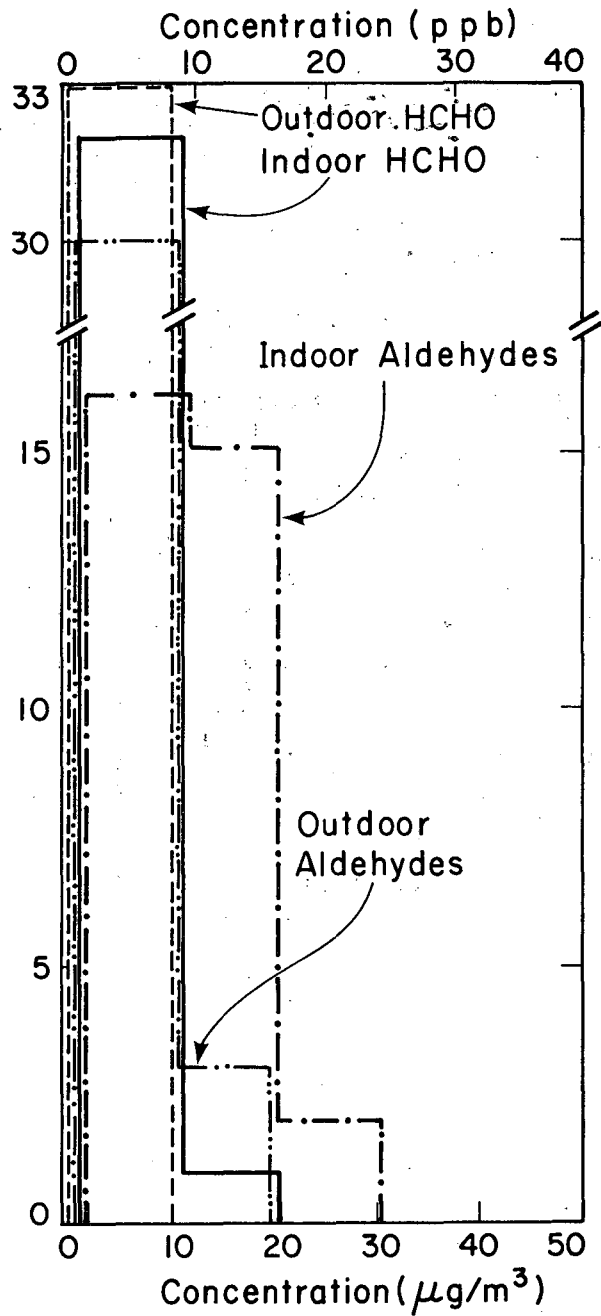 Concentration (ppb)
0 10 20 30 40
33
Outdoor HCHO
Indoor HCHO
30
Indoor Aldehydes
15
10
Outdoor
Aldehydes
5
0
0 10 20 30 40 50
Concentration (μg/m³)